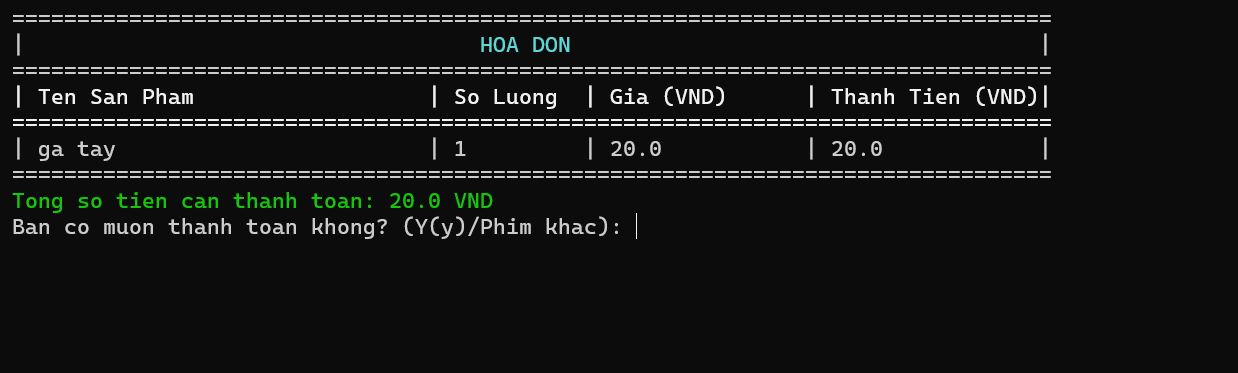 ================================================================================
|                                   HOA DON                                    |
================================================================================
| Ten San Pham                  | So Luong  | Gia (VND)      | Thanh Tien (VND)|
================================================================================
| ga tay                        | 1         | 20.0           | 20.0            |
================================================================================
Tong so tien can thanh toan: 20.0 VND
Ban co muon thanh toan khong? (Y(y)/Phim khac):